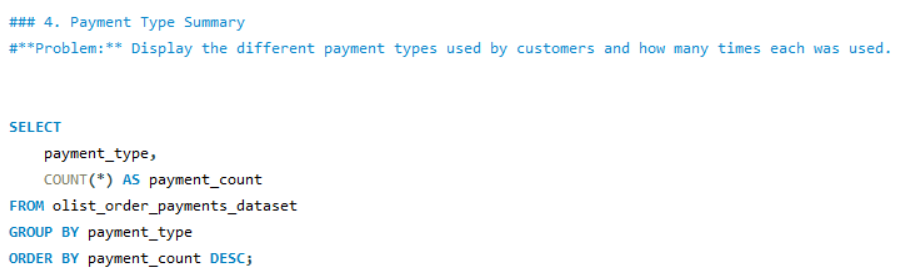 ### 4. Payment Type Summary
#**Problem:** Display the different payment types used by customers and how many times each was used.
SELECT
    payment_type,
    COUNT(*) AS payment_count
FROM olist_order_payments_dataset
GROUP BY payment_type
ORDER BY payment_count DESC;